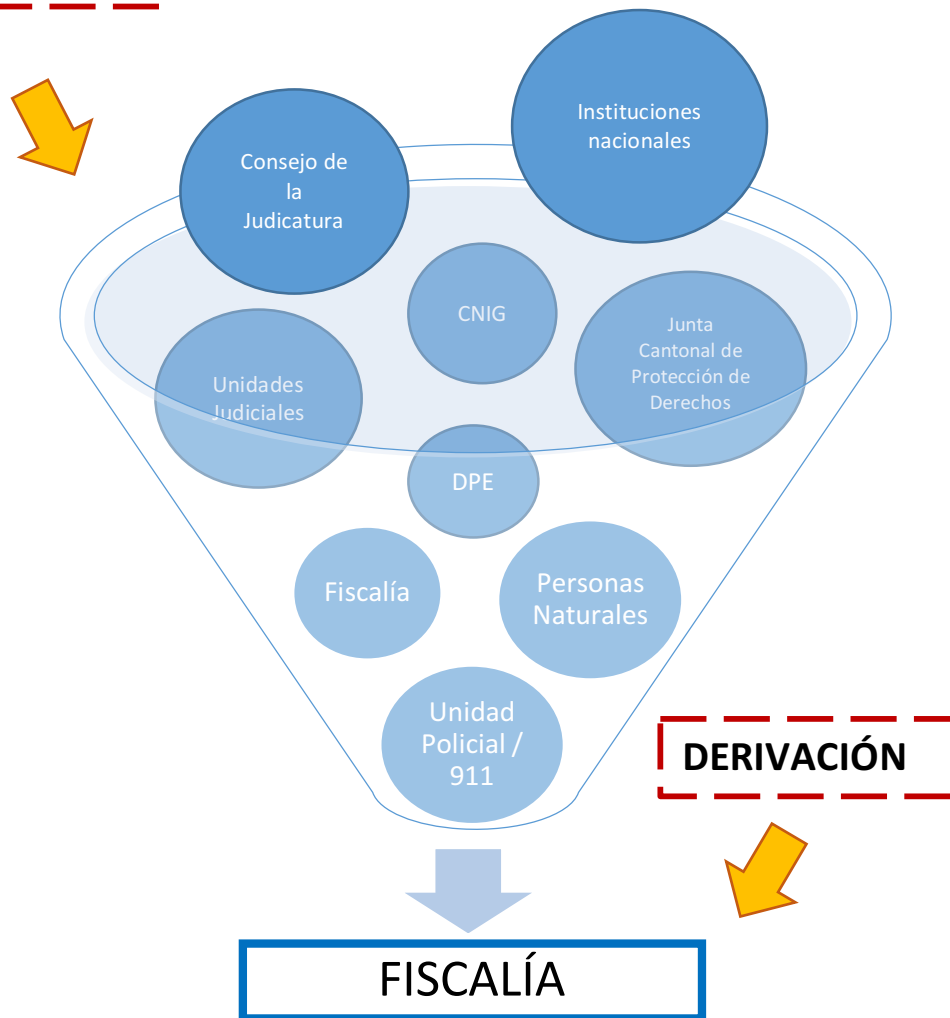 Instituciones
nacionales
Consejo de
la
Judicatura
CNIG
Junta
Cantonal de
Protección de
Derechos
Unidades
Judiciales
DPE
Fiscalía
Personas
Naturales
Unidad
Policial /
911
DERIVACIÓN
FISCALÍA